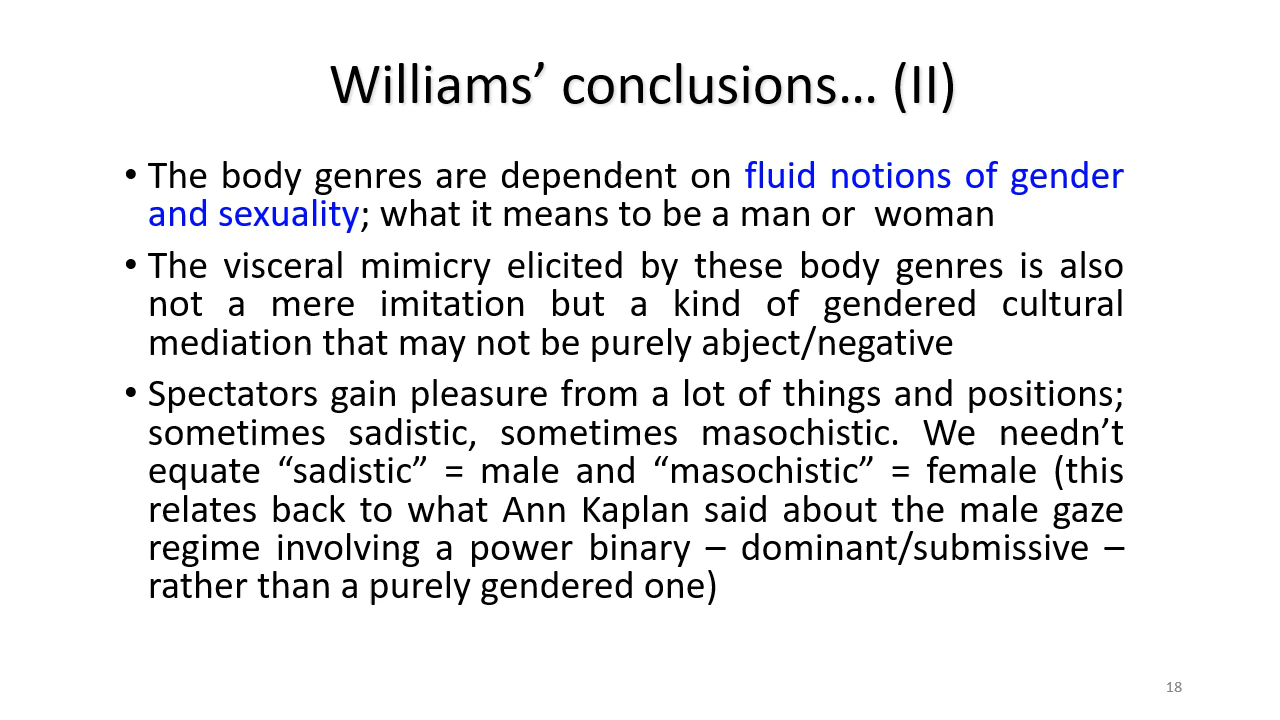 Williams’ conclusions… (II)
• The body genres are dependent on fluid notions of gender
and sexuality; what it means to be a man or  woman
• The visceral mimicry elicited by these body genres is also
not a mere imitation but a kind of gendered cultural
mediation that may not be purely abject/negative
• Spectators gain pleasure from a lot of things and positions;
sometimes sadistic, sometimes masochistic. We needn’t
equate “sadistic” = male and “masochistic” = female (this
relates back to what Ann Kaplan said about the male gaze
regime involving a power binary – dominant/submissive –
rather than a purely gendered one)
18